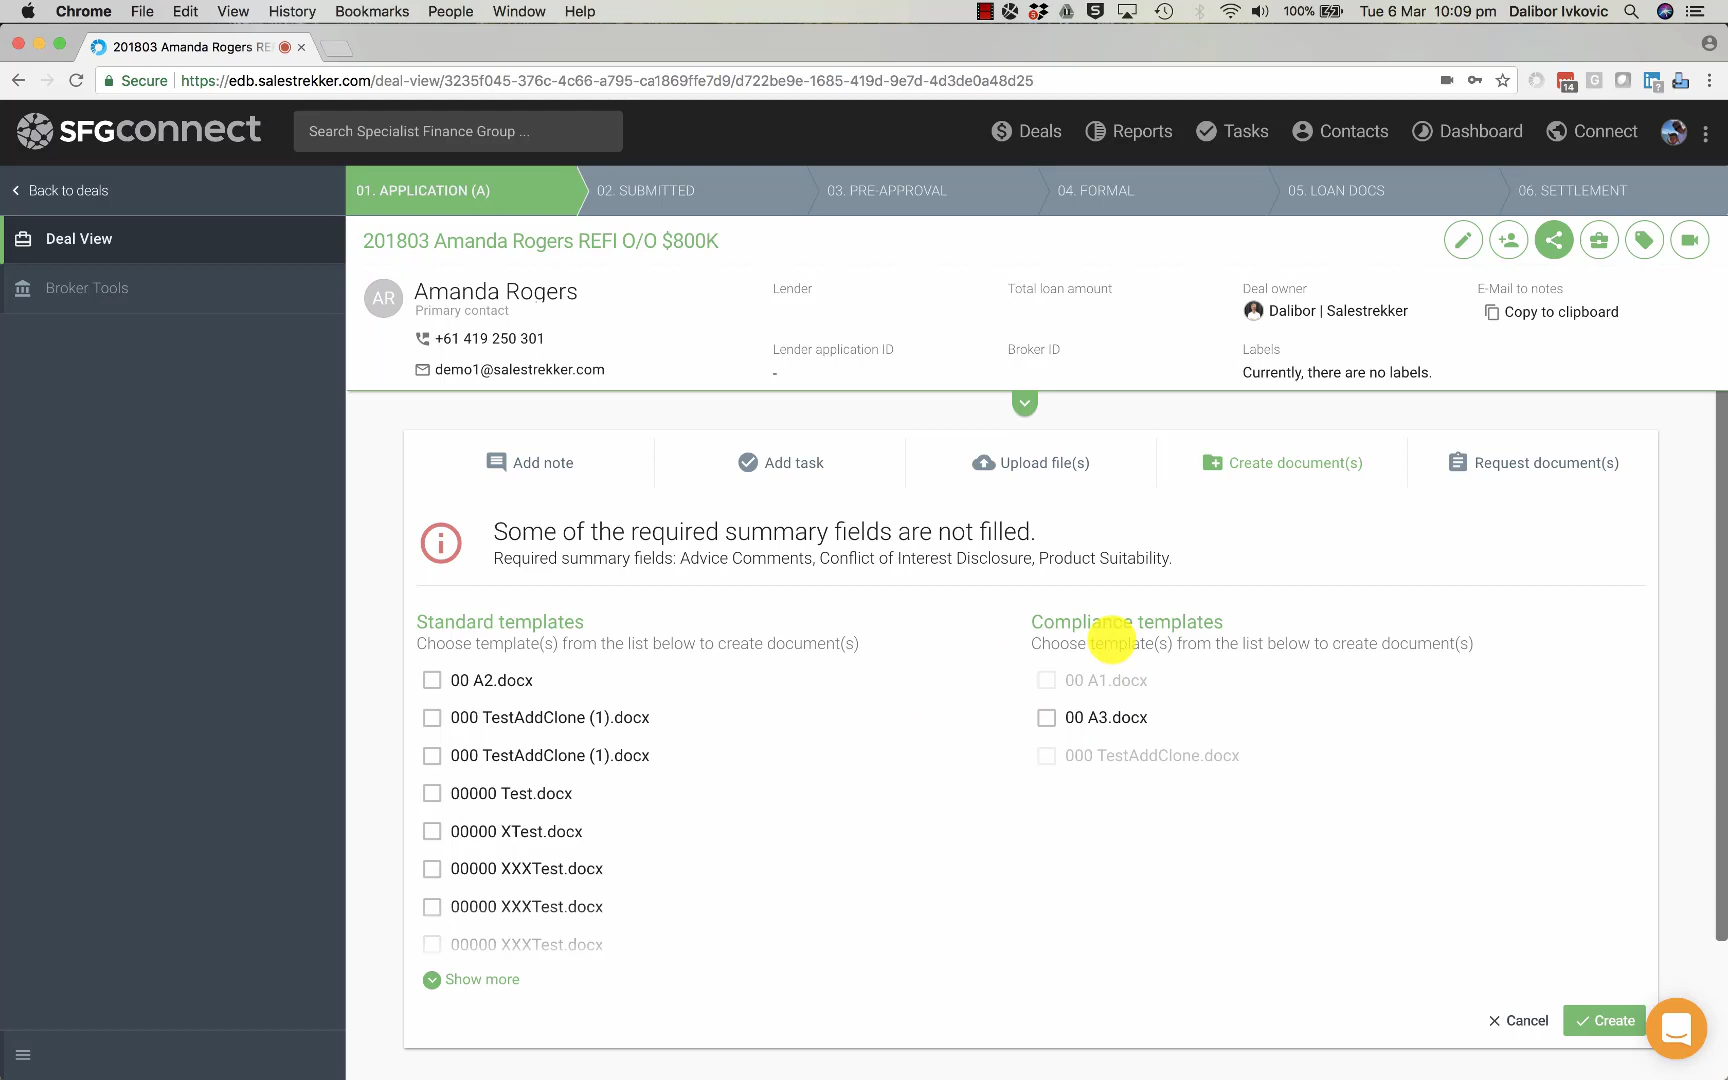 Chrome File Edit View History Bookmarks People Window Help 5 100% Tue 6 Mar 10:09 pm Dalibor Ivkovic
201803 Amanda Rogers REFI
Secure https://edb.salestrekker.com/deal-view/3235f045-376c-4c66-a795-ca1869ffe7d9/d722be9e-1685-419d-9e7d-4d3de0a48d25 14
SFGconnect Search Specialist Finance Group ... Deals Reports Tasks Contacts Dashboard Connect
Back to deals 01. APPLICATION (A) 02. SUBMITTED 03. PRE-APPROVAL 04. FORMAL 05. LOAN DOCS 06. SETTLEMENT
Deal View
Broker Tools
201803 Amanda Rogers REFI O/O $800K
AR Amanda Rogers
Primary contact
+61 419 250 301
demo1@salestrekker.com
Lender
Total loan amount
Deal owner
Dalibor | Salestrekker
E-Mail to notes
Copy to clipboard
Lender application ID
-
Broker ID
Labels
Currently, there are no labels.
Add note Add task Upload file(s) Create document(s) Request document(s)
Some of the required summary fields are not filled.
Required summary fields: Advice Comments, Conflict of Interest Disclosure, Product Suitability.
Standard templates
Choose template(s) from the list below to create document(s)
00 A2.docx
000 TestAddClone (1).docx
000 TestAddClone (1).docx
00000 Test.docx
00000 XTest.docx
00000 XXXTest.docx
00000 XXXTest.docx
00000 XXXTest.docx
Show more
Compliance templates
Choose template(s) from the list below to create document(s)
00 A1.docx
00 A3.docx
000 TestAddClone.docx
Cancel Create